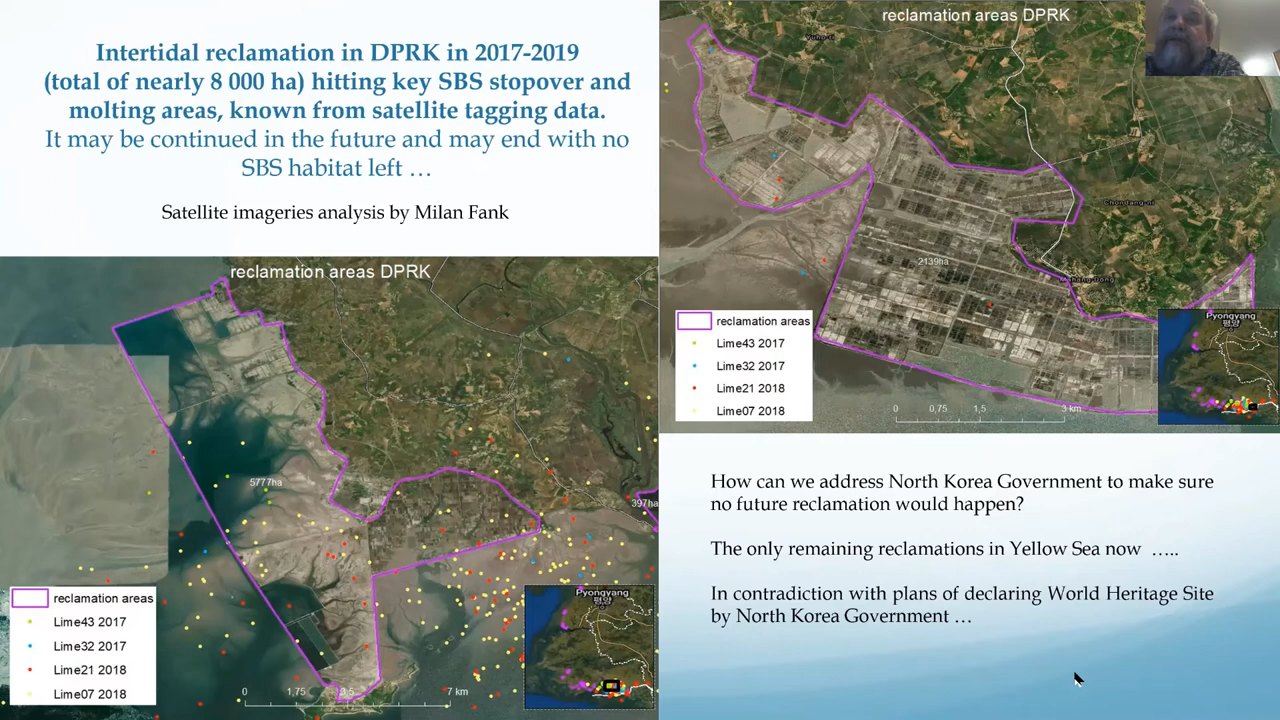 Intertidal reclamation in DPRK in 2017-2019
(total of nearly 8 000 ha) hitting key SBS stopover and
molting areas, known from satellite tagging data.
It may be continued in the future and may end with no
SBS habitat left …
Satellite imageries analysis by Milan Fank
reclamation areas DPRK
5777ha
397ha
reclamation areas
Lime43 2017
Lime32 2017
Lime21 2018
Lime07 2018
0 1,75 3,5 7 km
Pyongyang
평양
reclamation areas DPRK
Yuho-ri
2139ha
reclamation areas
Lime43 2017
Lime32 2017
Lime21 2018
Lime07 2018
0 0,75 1,5 3 km
Pyongyang
평양
How can we address North Korea Government to make sure
no future reclamation would happen?
The only remaining reclamations in Yellow Sea now …..
In contradiction with plans of declaring World Heritage Site
by North Korea Government …